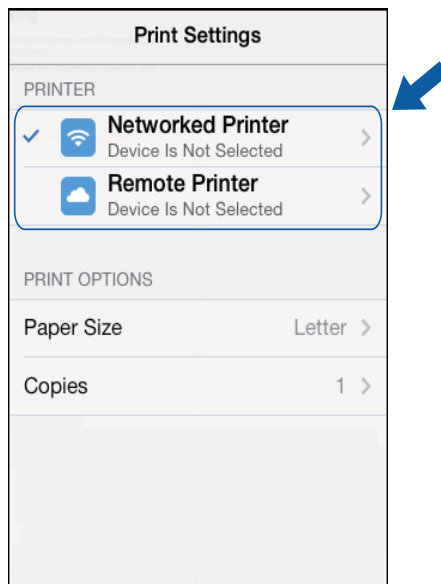 Print Settings
PRINTER
Networked Printer
Device Is Not Selected
Remote Printer
Device Is Not Selected
PRINT OPTIONS
Paper Size Letter
Copies 1